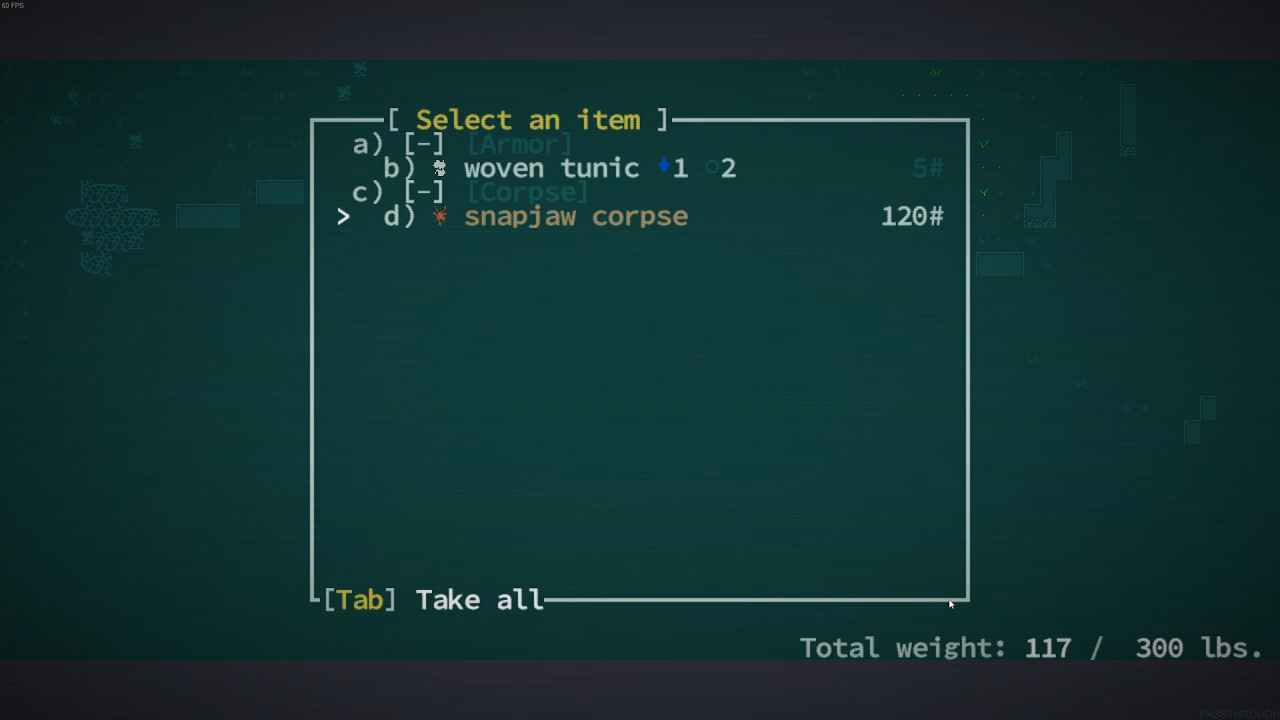 60 FPS
[ Select an item ]
a) [-] [Armor]
b) woven tunic ♦1 ○2 5#
c) [-] [Corpse]
> d) snapjaw corpse 120#
[Tab] Take all
Total weight: 117 / 300 lbs.
PASSTHROUGH